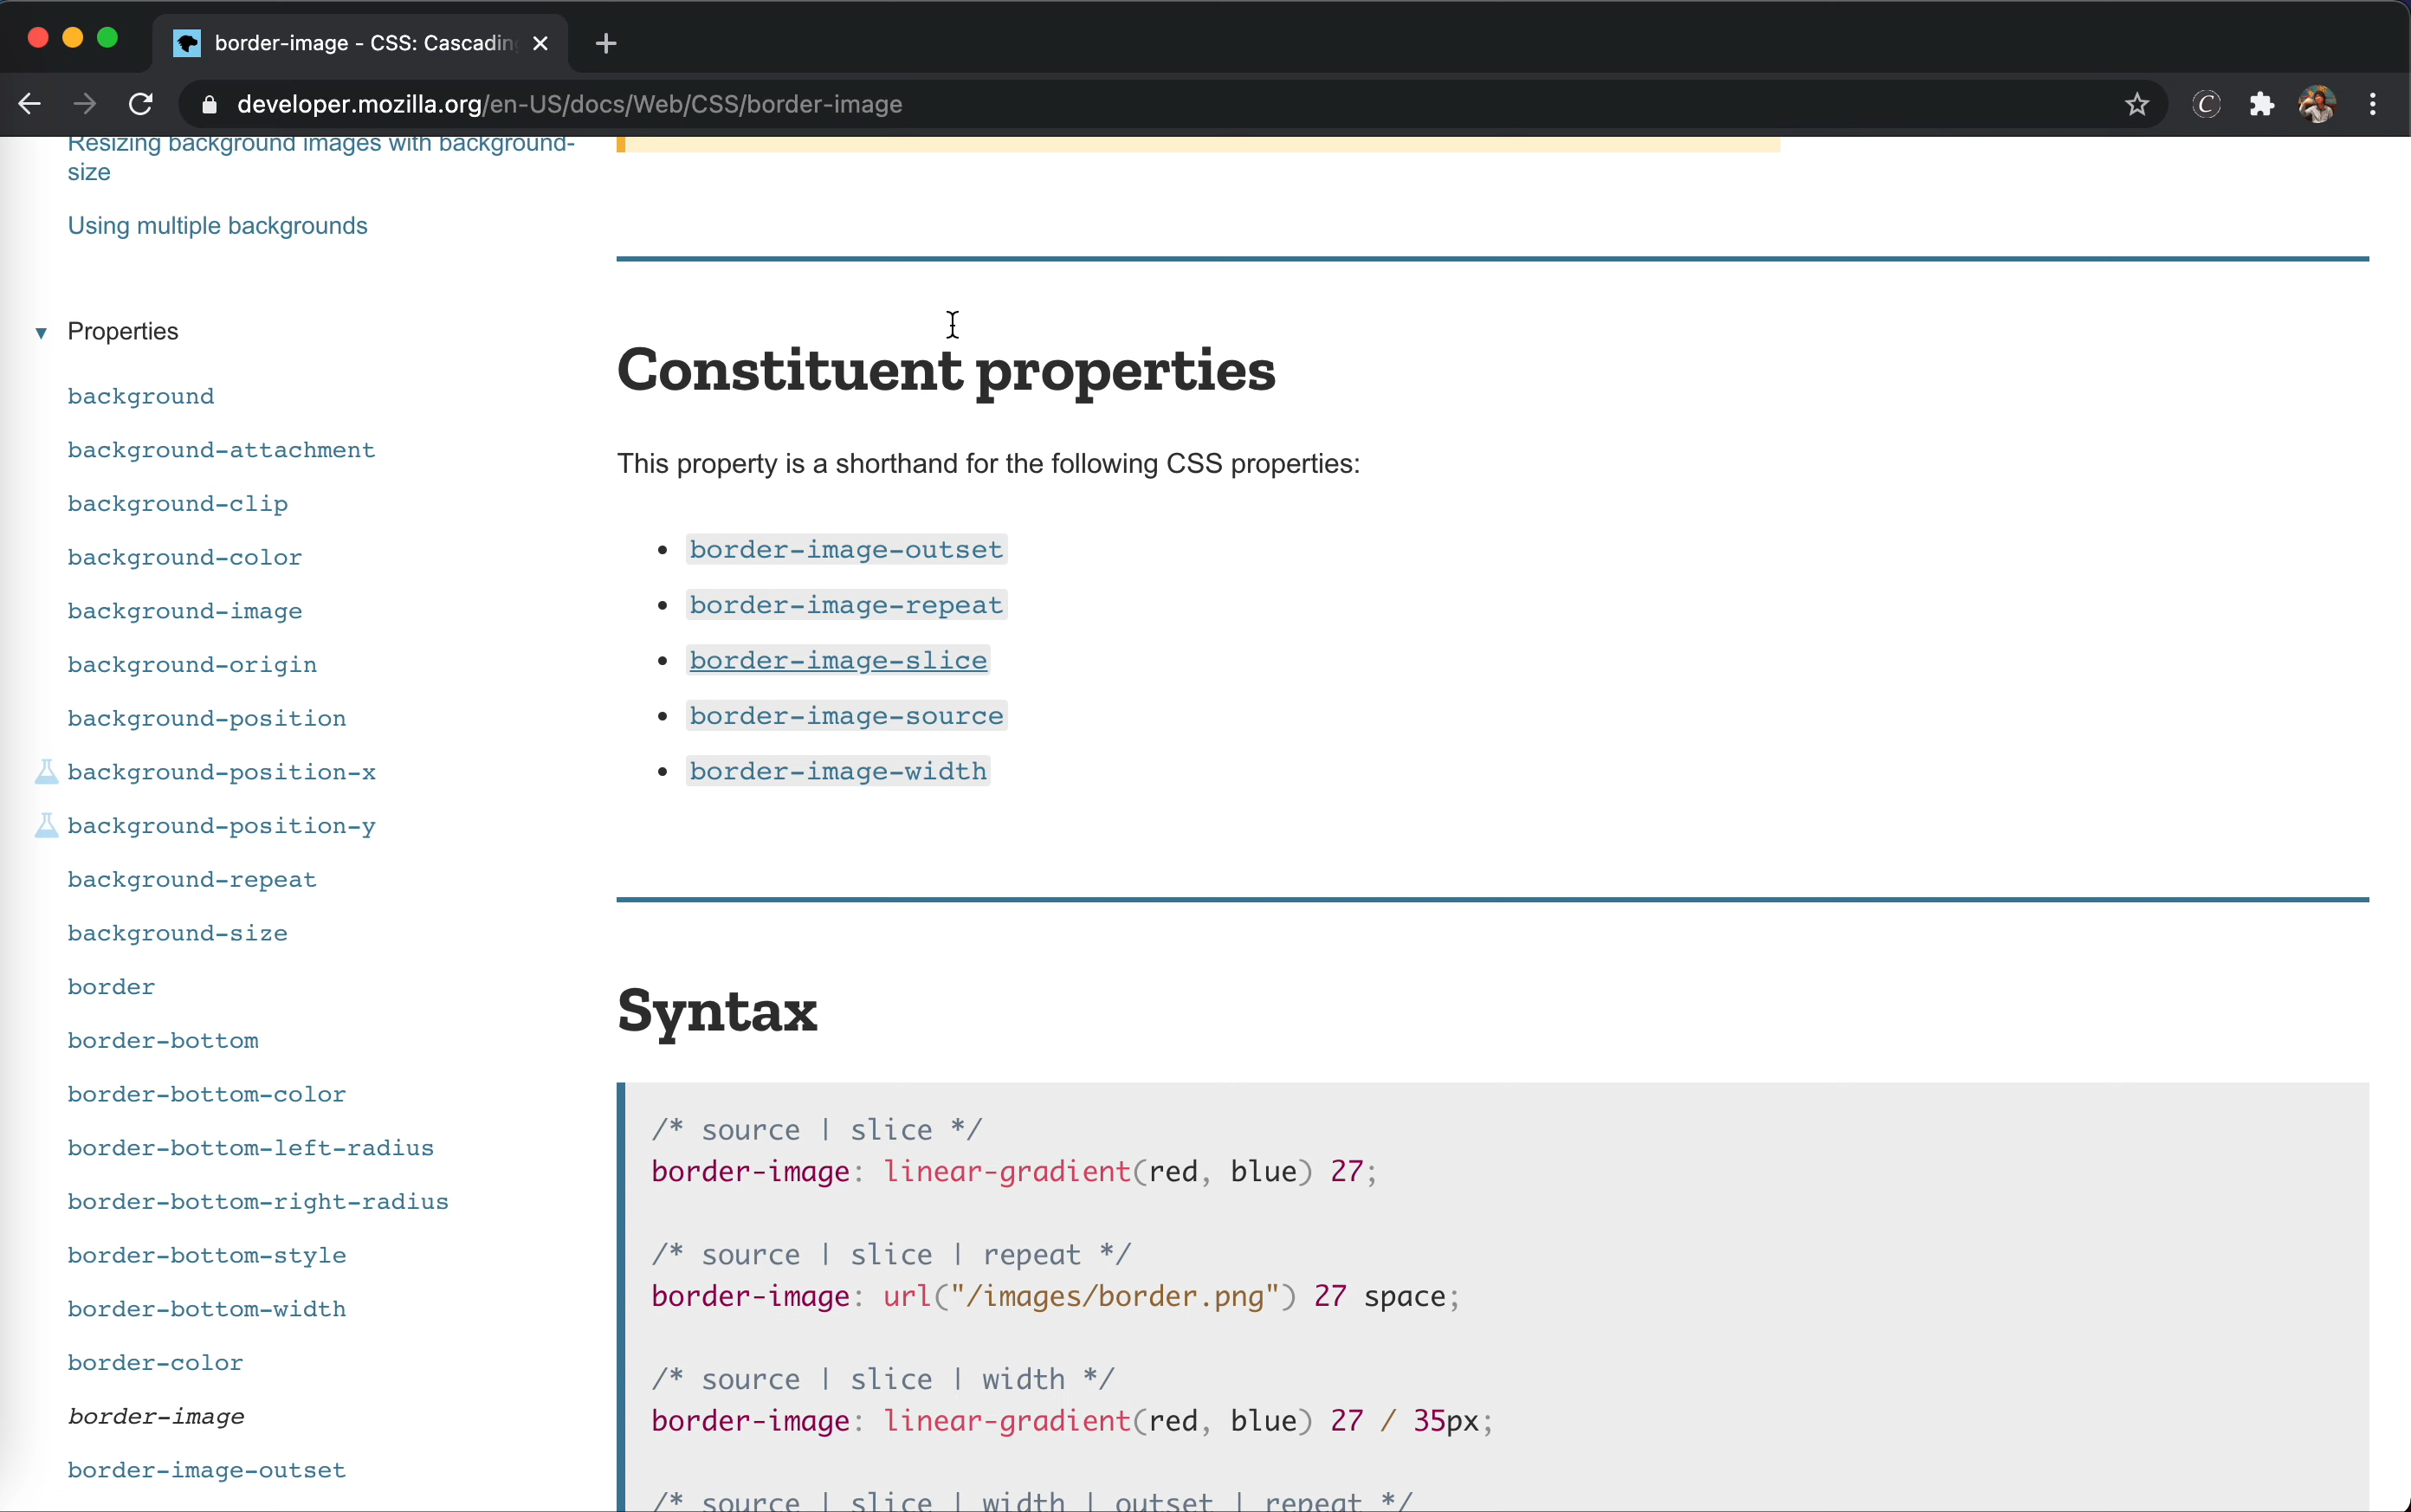 border-image - CSS: Cascading
developer.mozilla.org/en-US/docs/Web/CSS/border-image
Resizing background images with background-
size
Using multiple backgrounds
Properties
background
background-attachment
background-clip
background-color
background-image
background-origin
background-position
background-position-x
background-position-y
background-repeat
background-size
border
border-bottom
border-bottom-color
border-bottom-left-radius
border-bottom-right-radius
border-bottom-style
border-bottom-width
border-color
border-image
border-image-outset
Constituent properties
This property is a shorthand for the following CSS properties:
border-image-outset
border-image-repeat
border-image-slice
border-image-source
border-image-width
Syntax
/* source | slice */
border-image: linear-gradient(red, blue) 27;
/* source | slice | repeat */
border-image: url("/images/border.png") 27 space;
/* source | slice | width */
border-image: linear-gradient(red, blue) 27 / 35px;
/* source | slice | width | outset | repeat */